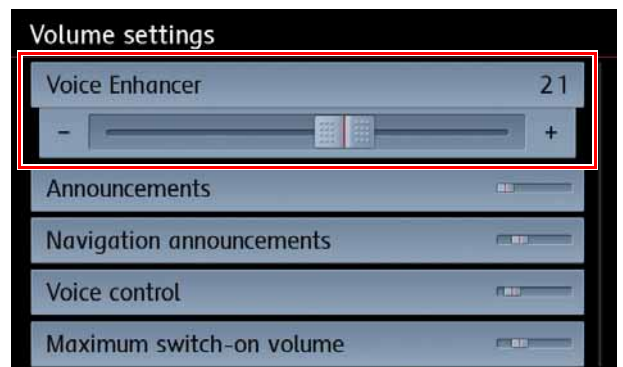 Volume settings
Voice Enhancer 21
- +
Announcements
Navigation announcements
Voice control
Maximum switch-on volume